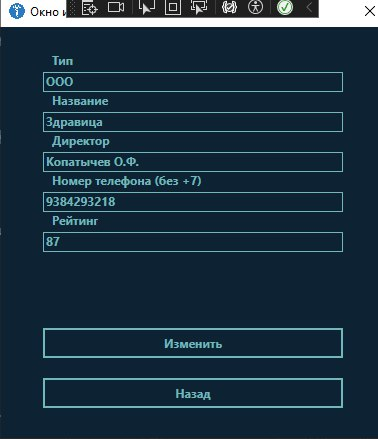 Окно и
Тип
ООО
Название
Здравица
Директор
Копатычев О.Ф.
Номер телефона (без +7)
9384293218
Рейтинг
87
Изменить
Назад